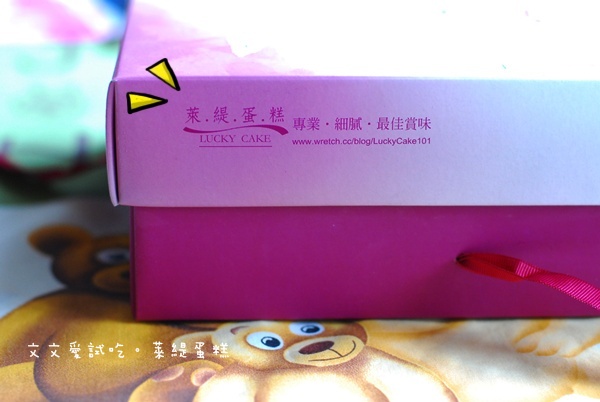 萊.緹.蛋.糕
LUCKY CAKE
專業・細膩・最佳賞味
www.wretch.cc/blog/LuckyCake101
文文愛試吃。萊緹蛋糕